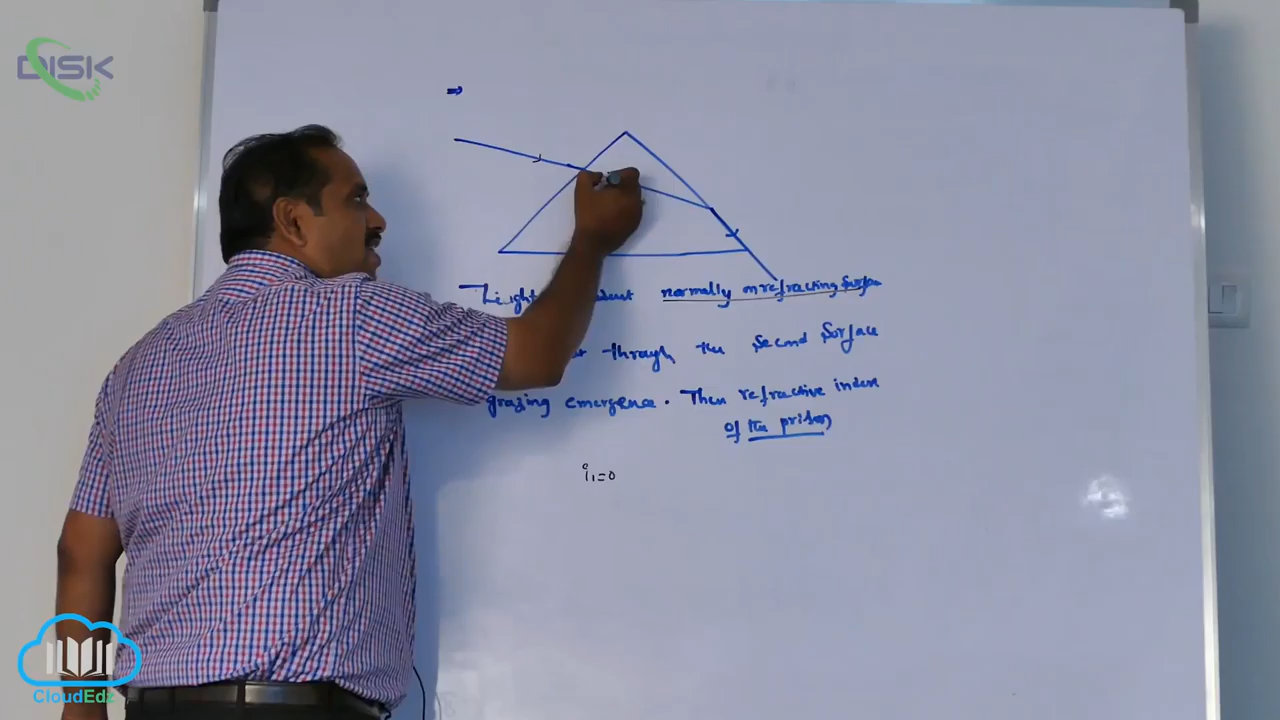 DISK
⇒
Light normally on refracting Surface
through the Second Surface
grazing emergence. Then refractive index
of the prism
i₁=0
CloudEdz